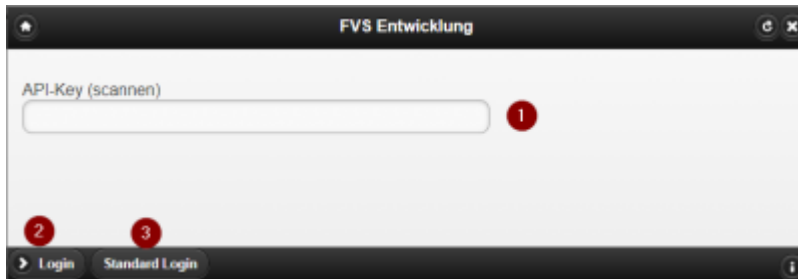 FVS Entwicklung
API-Key (scannen)
1
2
3
Login
Standard Login